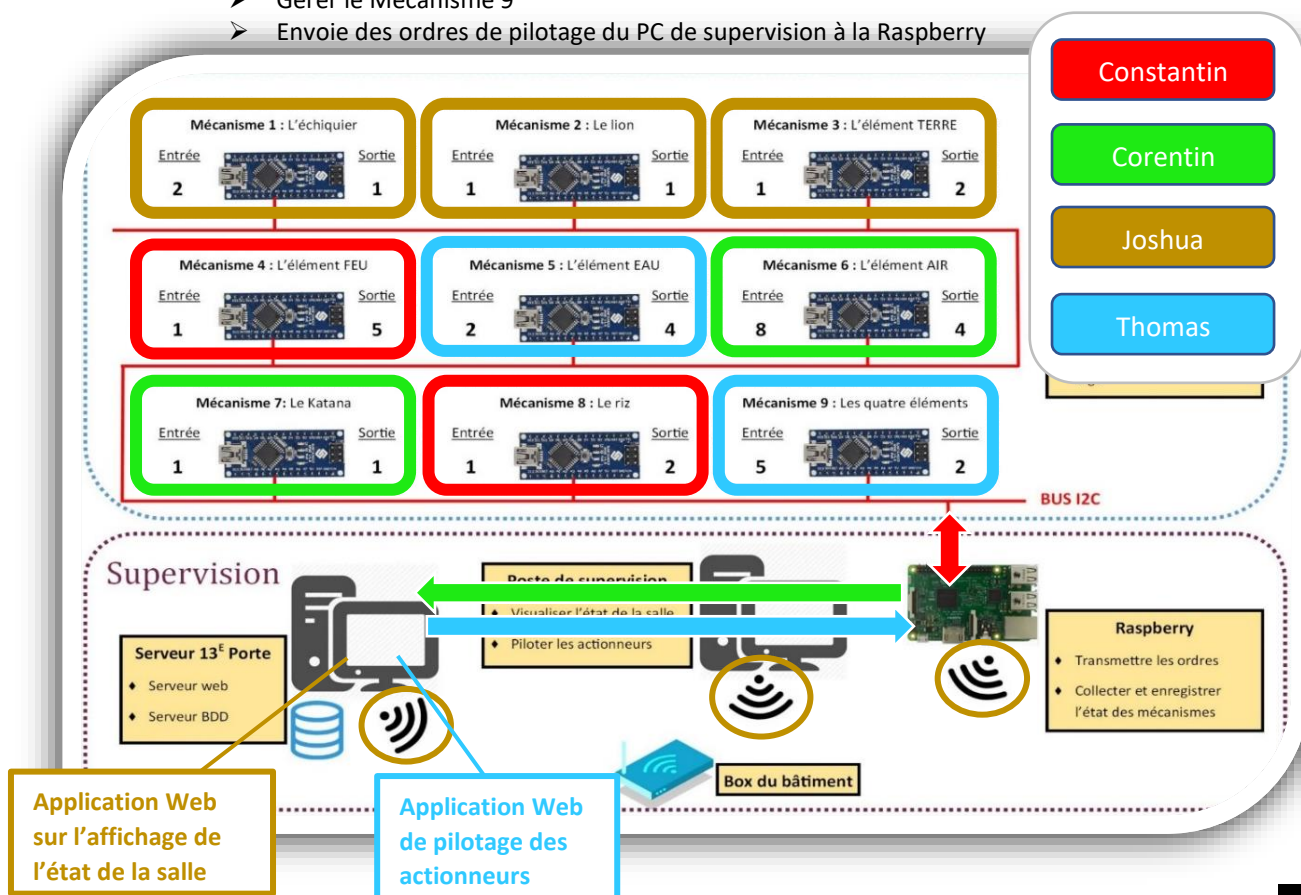 ➢ Gérer le Mécanisme 9
➢ Envoie des ordres de pilotage du PC de supervision à la Raspberry
Constantin
Corentin
Joshua
Thomas
Mécanisme 1 : L'échiquier
Entrée
2
Sortie
1
Mécanisme 2 : Le lion
Entrée
1
Sortie
1
Mécanisme 3 : L'élément TERRE
Entrée
1
Sortie
2
Mécanisme 4 : L'élément FEU
Entrée
1
Sortie
5
Mécanisme 5 : L'élément EAU
Entrée
2
Sortie
4
Mécanisme 6 : L'élément AIR
Entrée
8
Sortie
4
Mécanisme 7: Le Katana
Entrée
1
Sortie
1
Mécanisme 8 : Le riz
Entrée
1
Sortie
2
Mécanisme 9 : Les quatre éléments
Entrée
5
Sortie
2
BUS I2C
Supervision
Serveur 13E Porte
♦ Serveur web
♦ Serveur BDD
Poste de supervision
♦ Visualiser l'état de la salle
♦ Piloter les actionneurs
Raspberry
♦ Transmettre les ordres
♦ Collecter et enregistrer
l'état des mécanismes
Box du bâtiment
Application Web
sur l'affichage de
l'état de la salle
Application Web
de pilotage des
actionneurs